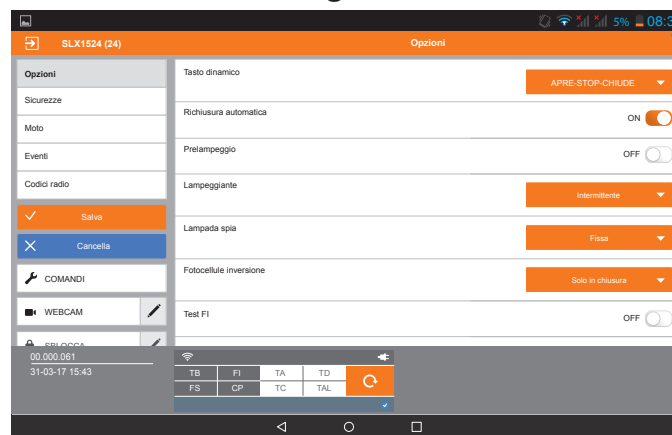 5% 08:3
SLX1524 (24)
Opzioni
Opzioni
Sicurezze
Moto
Eventi
Codici radio
Salva
Cancella
COMANDI
WEBCAM
SBLOCCA
Tasto dinamico
APRE-STOP-CHIUDE
Richiusura automatica
ON
Prelampeggio
OFF
Lampeggiante
Intermittente
Lampada spia
Fissa
Fotocellule inversione
Solo in chiusura
Test FI
OFF
00.000.061
31-03-17 15:43
TB FI TA TD
FS CP TC TAL